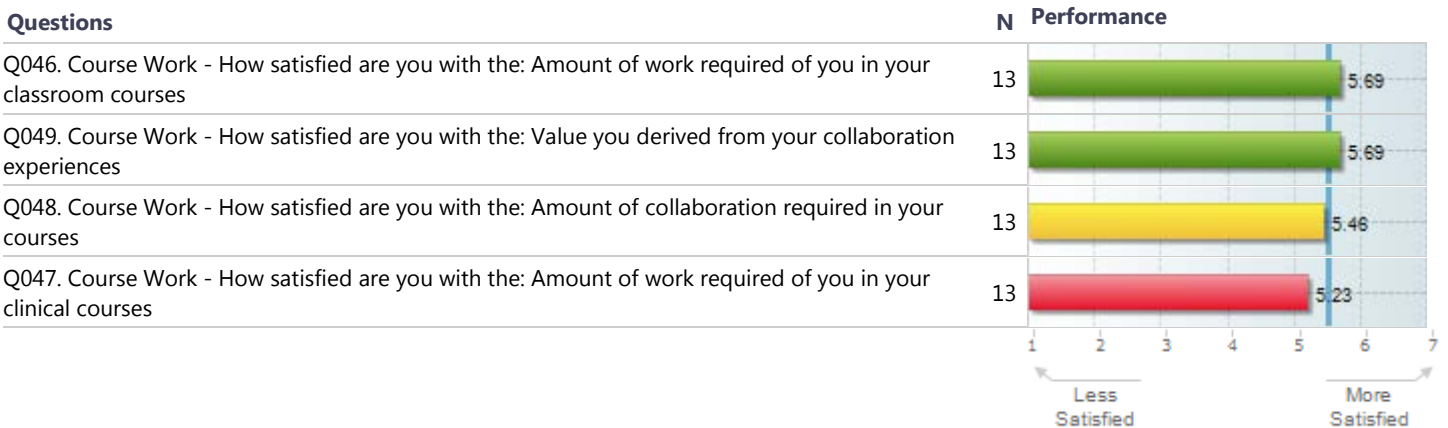 Questions N Performance
Q046. Course Work - How satisfied are you with the: Amount of work required of you in your
classroom courses
13
5.69
Q049. Course Work - How satisfied are you with the: Value you derived from your collaboration
experiences
13
5.69
Q048. Course Work - How satisfied are you with the: Amount of collaboration required in your
courses
13
5.46
Q047. Course Work - How satisfied are you with the: Amount of work required of you in your
clinical courses
13
5.23
1 2 3 4 5 6 7
Less
Satisfied
More
Satisfied